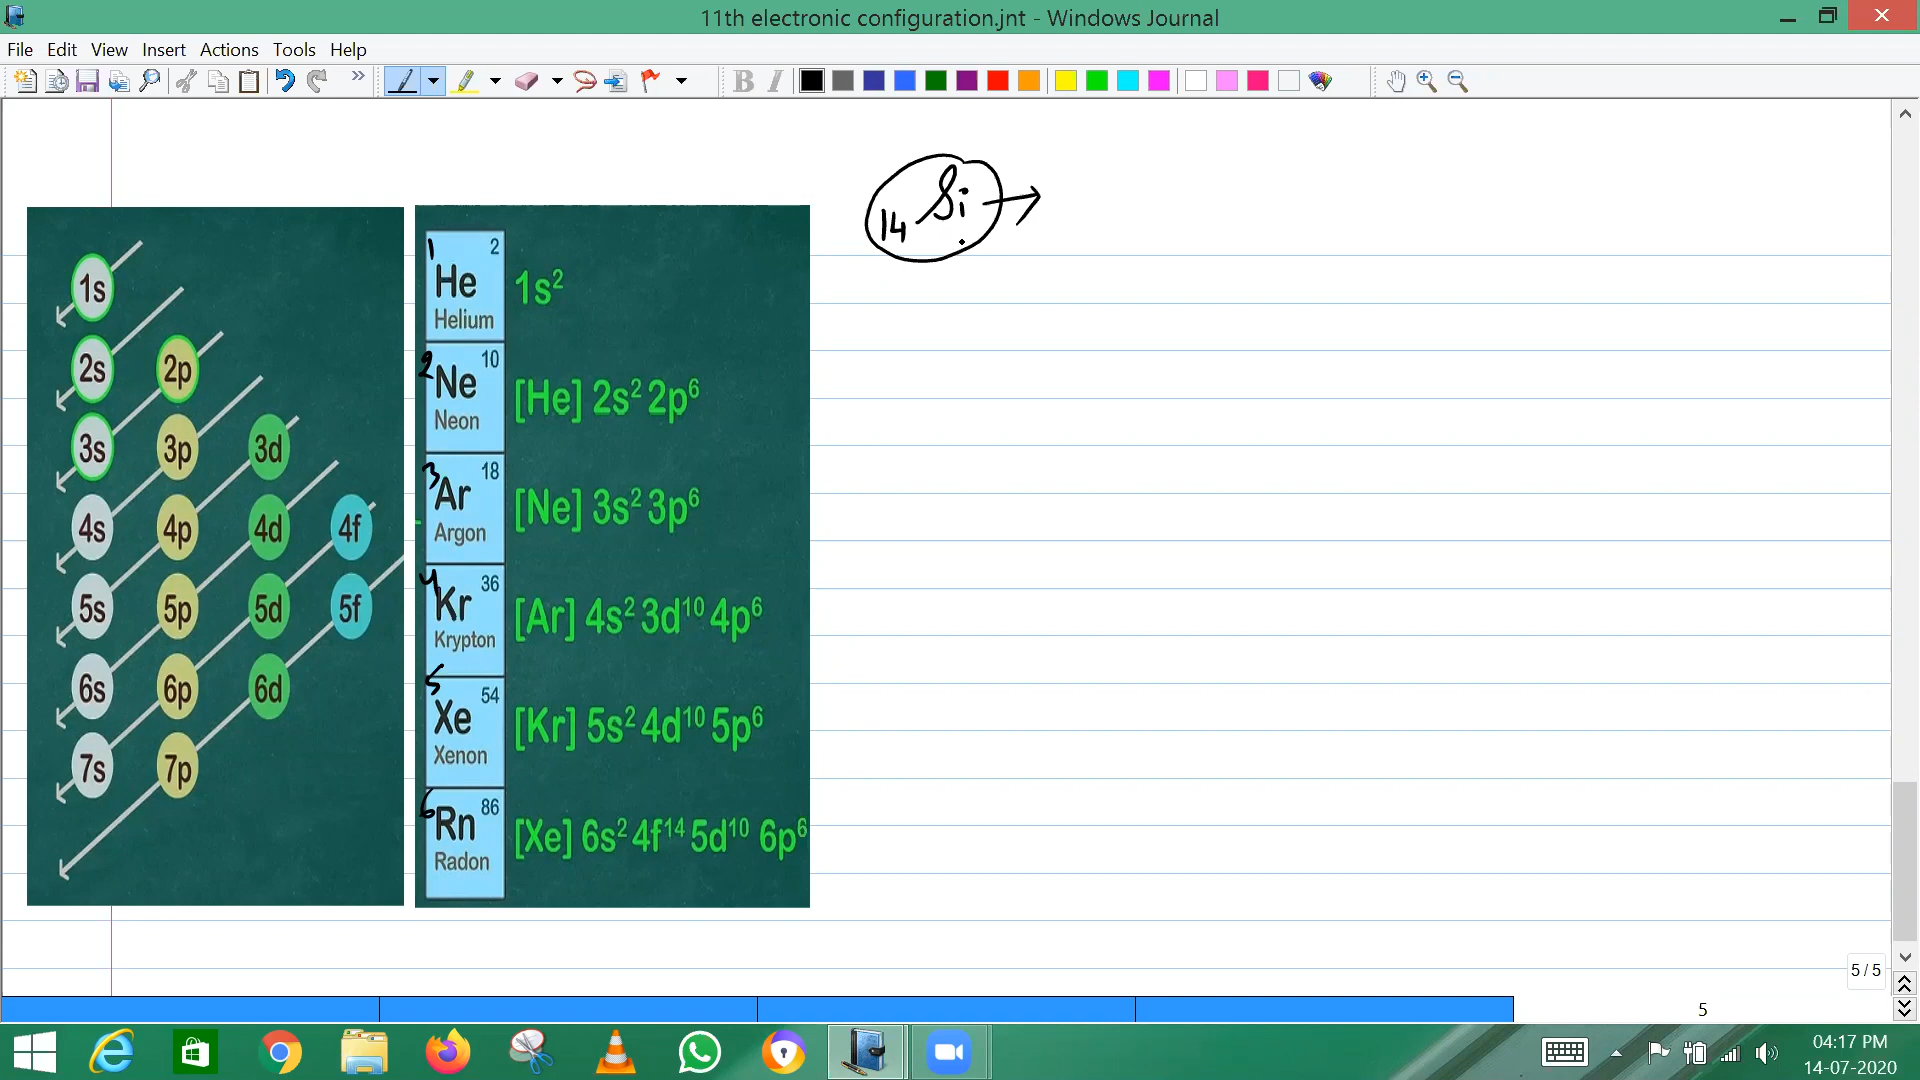 11th electronic configuration.jnt - Windows Journal
File Edit View Insert Actions Tools Help
B I
14 Si →
1s
2s 2p
3s 3p 3d
4s 4p 4d 4f
5s 5p 5d 5f
6s 6p 6d
7s 7p
1 2
He 1s²
Helium
2 10
Ne [He] 2s² 2p⁶
Neon
3 18
Ar [Ne] 3s² 3p⁶
Argon
4 36
Kr [Ar] 4s² 3d¹⁰ 4p⁶
Krypton
5 54
Xe [Kr] 5s² 4d¹⁰ 5p⁶
Xenon
6 86
Rn [Xe] 6s² 4f¹⁴ 5d¹⁰ 6p⁶
Radon
5 / 5
5
04:17 PM
14-07-2020